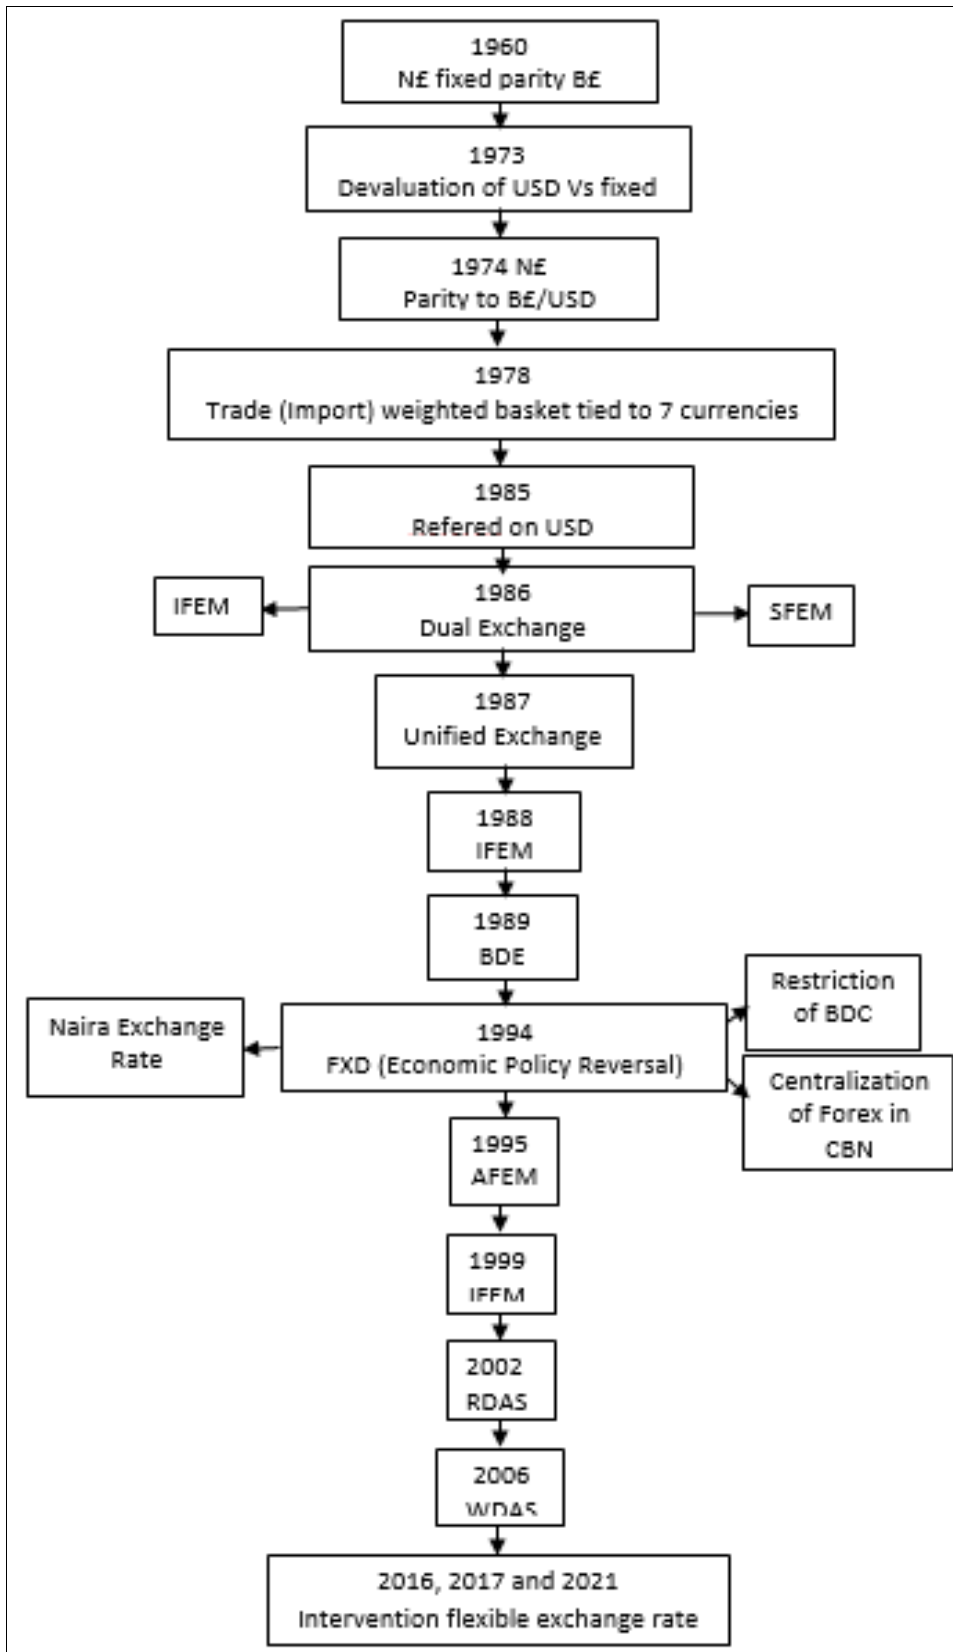 1960
N£ fixed parity B£
1973
Devaluation of USD Vs fixed
1974 N£
Parity to B£/USD
1978
Trade (Import) weighted basket tied to 7 currencies
1985
Refered on USD
IFEM
1986
Dual Exchange
SFEM
1987
Unified Exchange
1988
IFEM
1989
BDE
Restriction
of BDC
Naira Exchange
Rate
1994
FXD (Economic Policy Reversal)
Centralization
of Forex in
CBN
1995
AFEM
1999
IFEM
2002
RDAS
2006
WDAS
2016, 2017 and 2021
Intervention flexible exchange rate